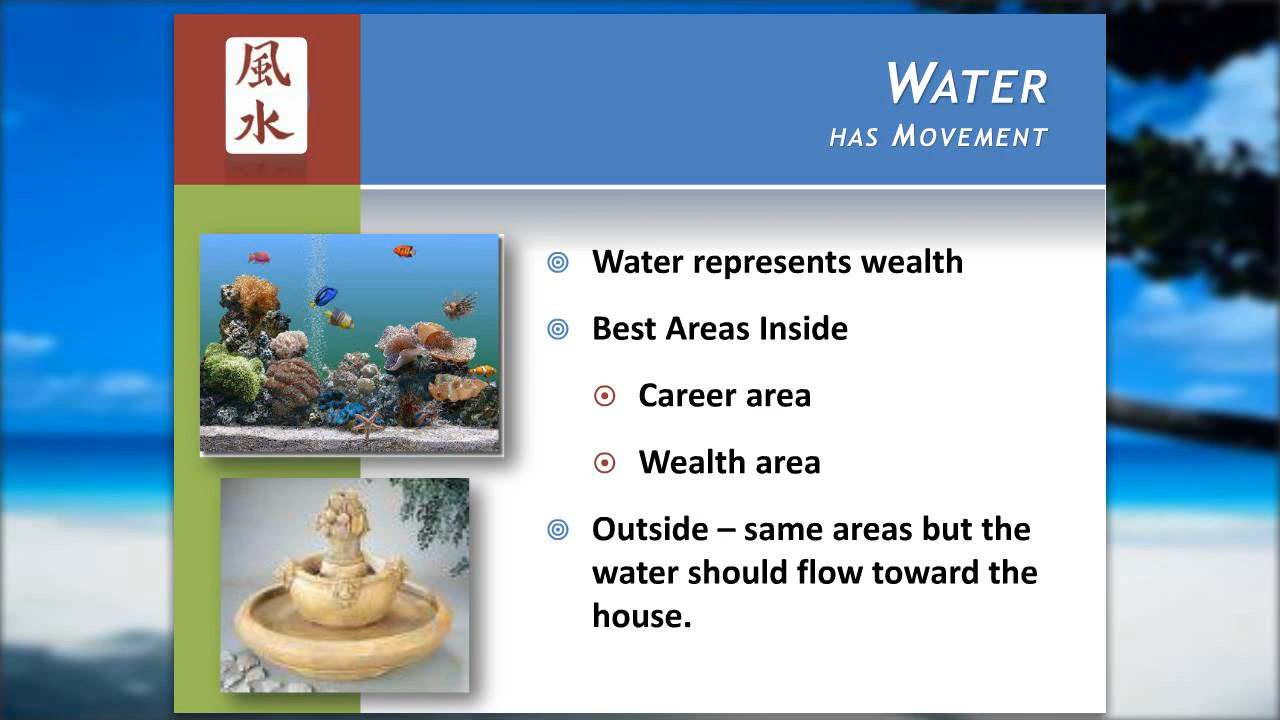 風
水
WATER
HAS MOVEMENT
Water represents wealth
Best Areas Inside
Career area
Wealth area
Outside – same areas but the
water should flow toward the
house.